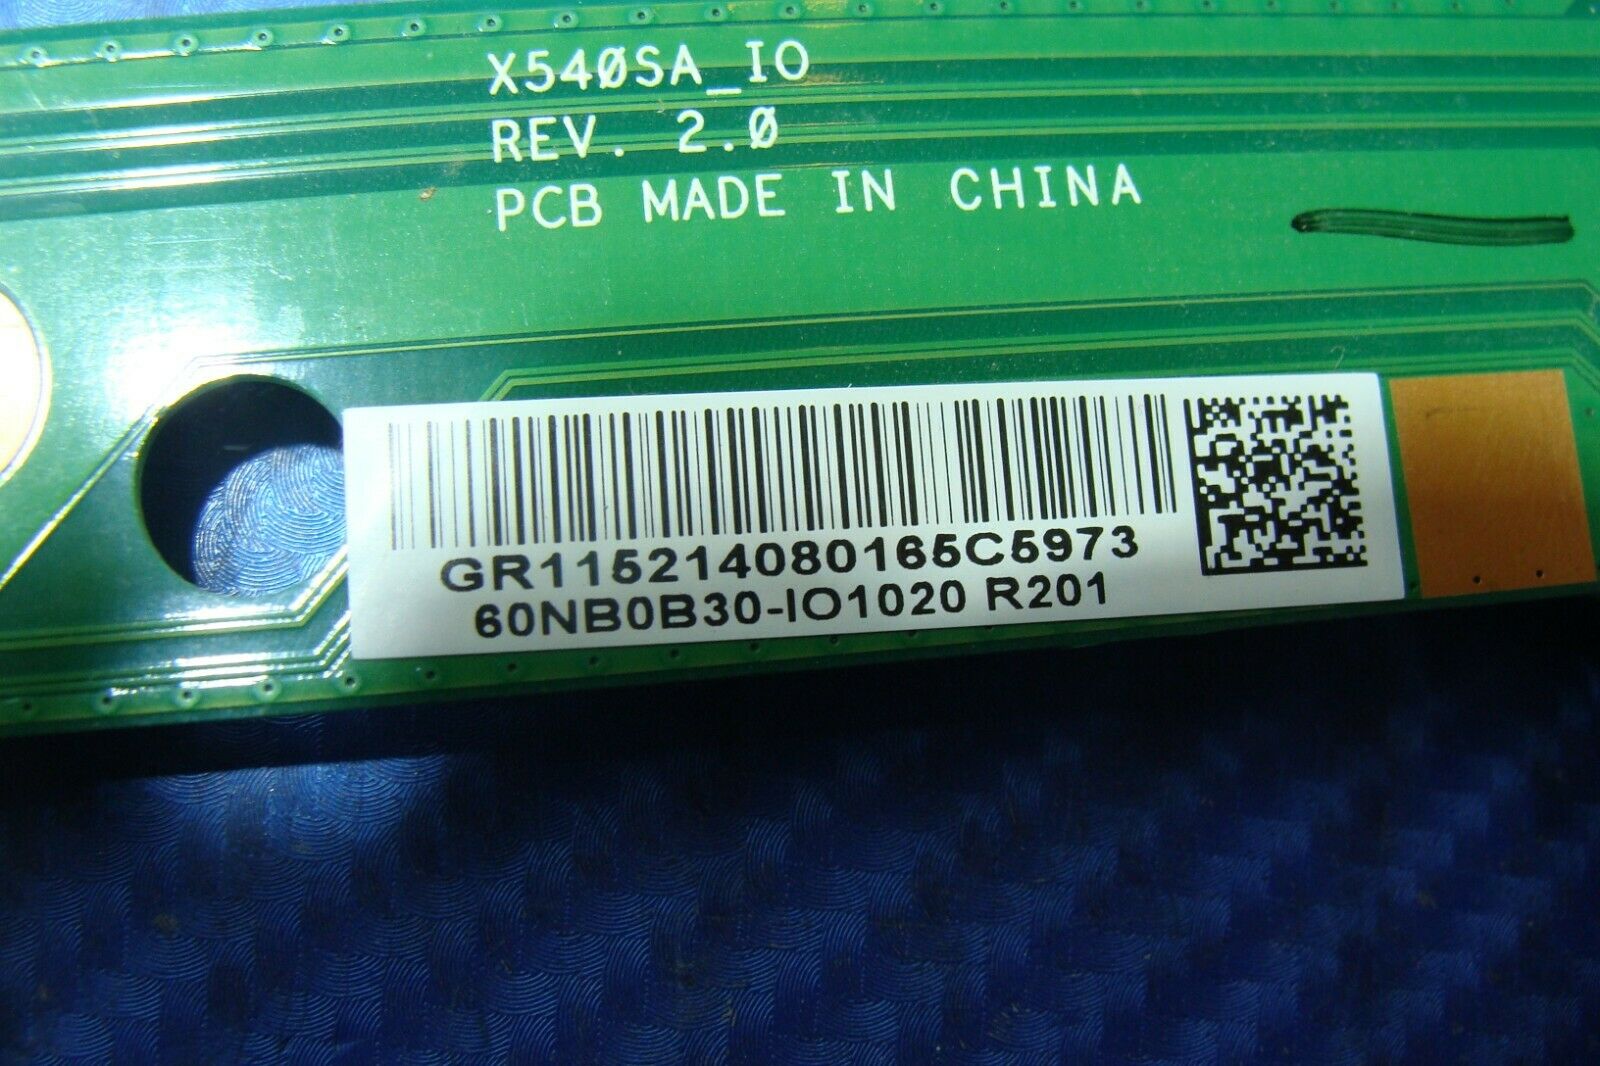 X540SA_IO
REV. 2.0
PCB MADE IN CHINA
GR115214080165C5973
60NB0B30-IO1020 R201